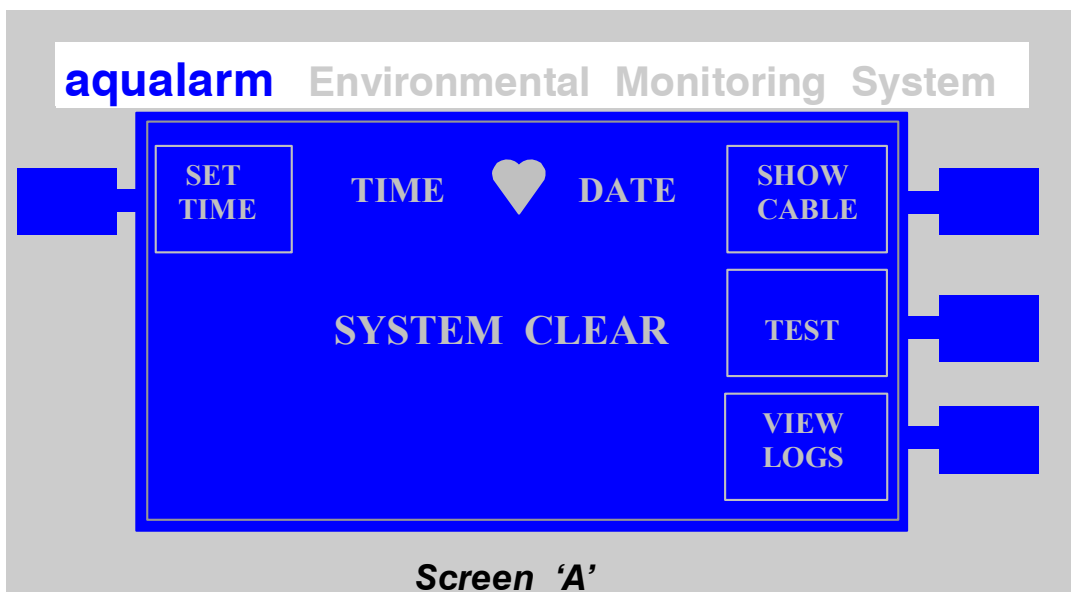 aqualarm Environmental Monitoring System
SET
TIME
TIME DATE
SHOW
CABLE
SYSTEM CLEAR
TEST
VIEW
LOGS
Screen ‘A’